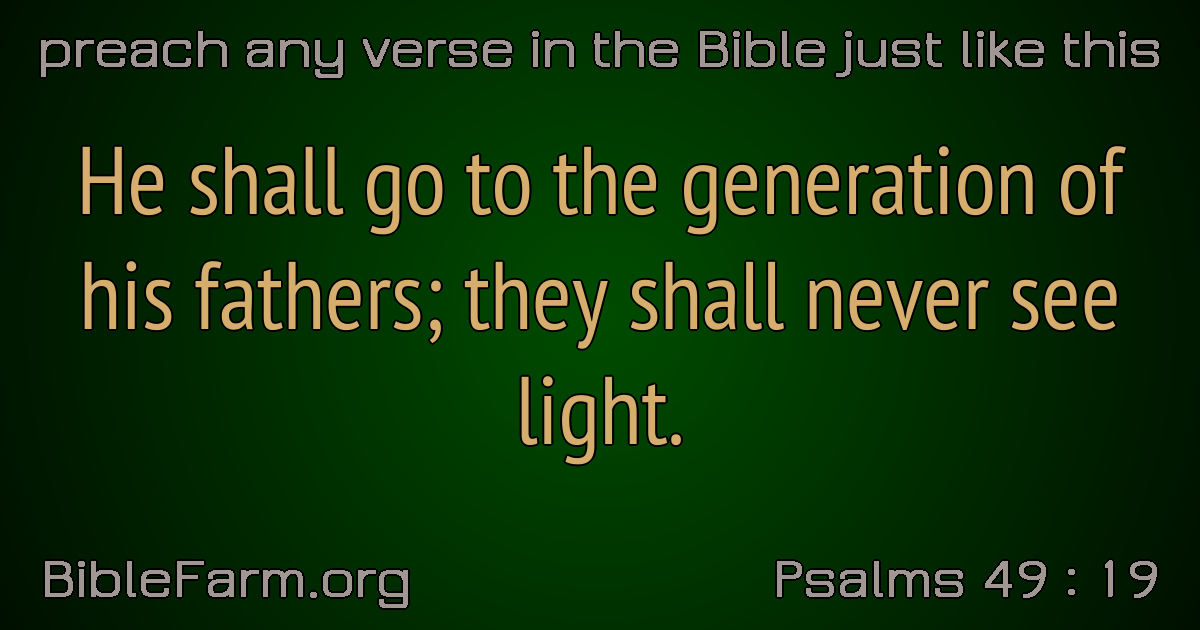 preach any verse in the Bible just like this
He shall go to the generation of
his fathers; they shall never see
light.
BibleFarm.org
Psalms 49 : 19